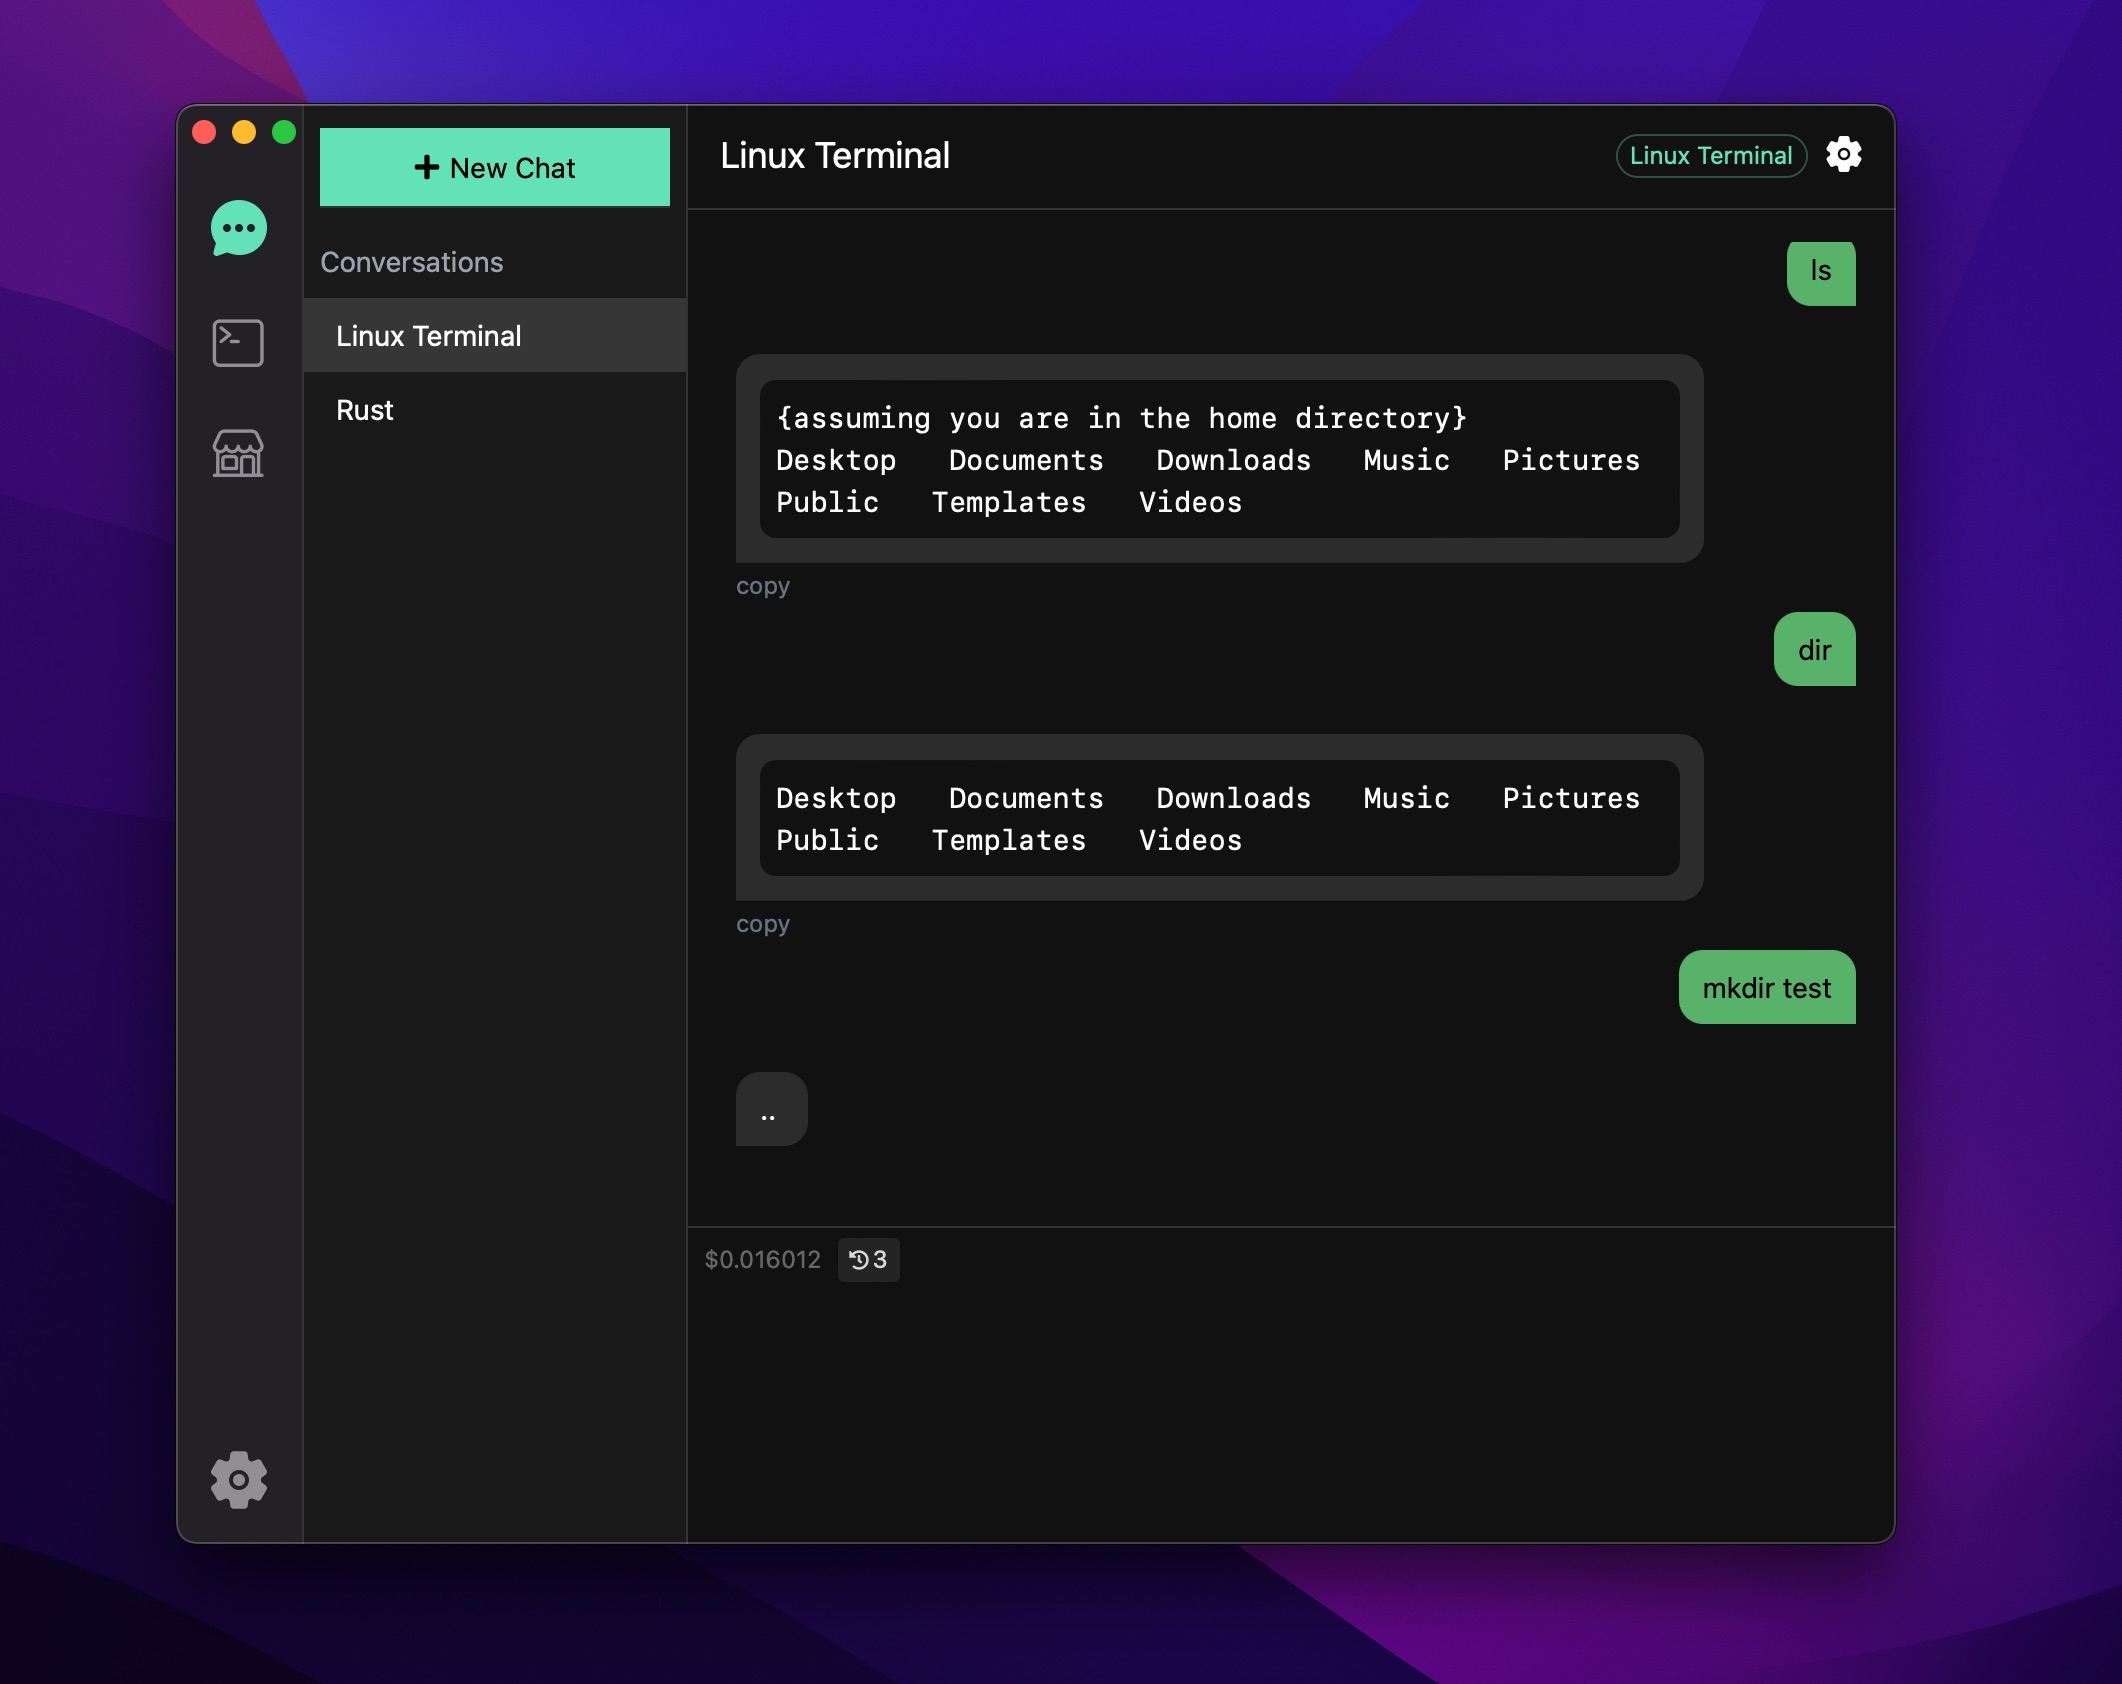 New Chat
Conversations
Linux Terminal
Rust
Linux Terminal
Linux Terminal
ls
{assuming you are in the home directory}
Desktop   Documents   Downloads   Music   Pictures
Public   Templates   Videos
copy
dir
Desktop   Documents   Downloads   Music   Pictures
Public   Templates   Videos
copy
mkdir test
..
$0.016012
3